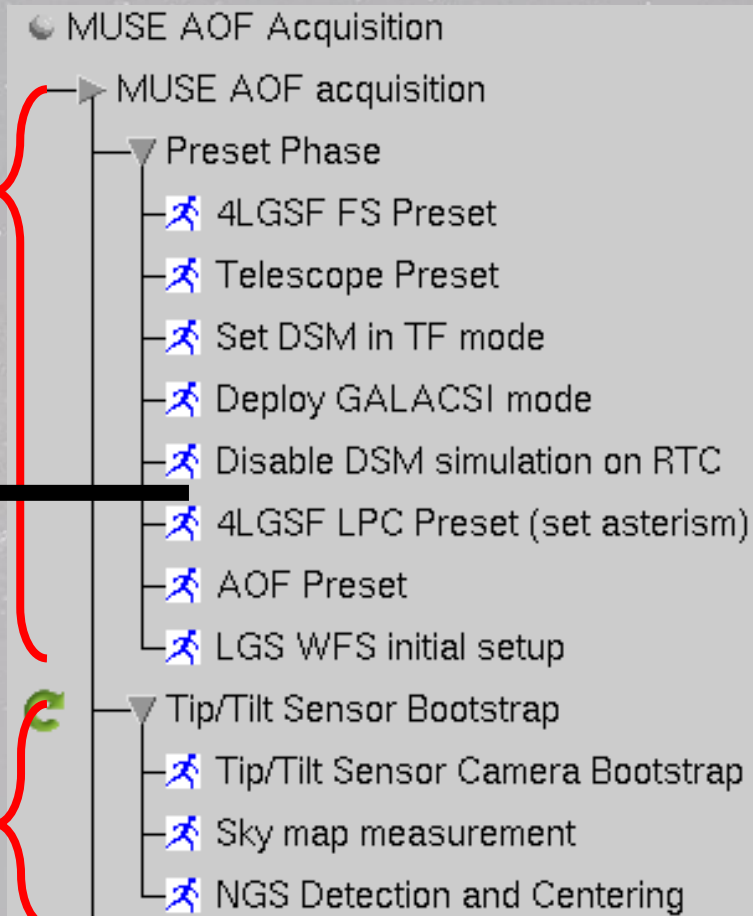 MUSE AOF Acquisition
MUSE AOF acquisition
Preset Phase
4LGSF FS Preset
Telescope Preset
Set DSM in TF mode
Deploy GALACSI mode
Disable DSM simulation on RTC
4LGSF LPC Preset (set asterism)
AOF Preset
LGS WFS initial setup
Tip/Tilt Sensor Bootstrap
Tip/Tilt Sensor Camera Bootstrap
Sky map measurement
NGS Detection and Centering